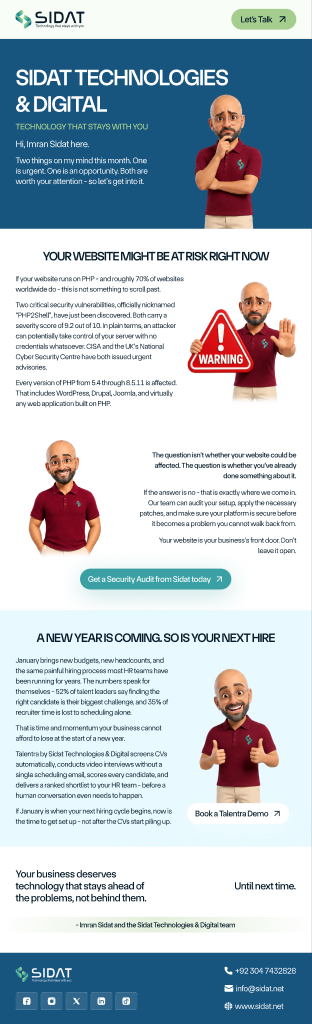 SIDAT
Technology that stays with you
Let's Talk
SIDAT TECHNOLOGIES
& DIGITAL
TECHNOLOGY THAT STAYS WITH YOU
Hi, Imran Sidat here.
Two things on my mind this month. One
is urgent. One is an opportunity. Both are
worth your attention - so let's get into it.
YOUR WEBSITE MIGHT BE AT RISK RIGHT NOW
If your website runs on PHP - and roughly 70% of websites
worldwide do - this is not something to scroll past.
Two critical security vulnerabilities, officially nicknamed
"PHP2Shell", have just been discovered. Both carry a
severity score of 9.2 out of 10. In plain terms, an attacker
can potentially take control of your server with no
credentials whatsoever. CISA and the UK's National
Cyber Security Centre have both issued urgent
advisories.
Every version of PHP from 5.4 through 8.5.11 is affected.
That includes WordPress, Drupal, Joomla, and virtually
any web application built on PHP.
WARNING
The question isn't whether your website could be
affected. The question is whether you've already
done something about it.
If the answer is no - that is exactly where we come in.
Our team can audit your setup, apply the necessary
patches, and make sure your platform is secure before
it becomes a problem you cannot walk back from.
Your website is your business's front door. Don't
leave it open.
Get a Security Audit from Sidat today
A NEW YEAR IS COMING. SO IS YOUR NEXT HIRE
January brings new budgets, new headcounts, and
the same painful hiring process most HR teams have
been running for years. The numbers speak for
themselves - 52% of talent leaders say finding the
right candidate is their biggest challenge, and 35% of
recruiter time is lost to scheduling alone.
That is time and momentum your business cannot
afford to lose at the start of a new year.
Talentra by Sidat Technologies & Digital screens CVs
automatically, conducts video interviews without a
single scheduling email, scores every candidate, and
delivers a ranked shortlist to your HR team - before a
human conversation even needs to happen.
If January is when your next hiring cycle begins, now is
the time to get set up - not after the CVs start piling up.
Book a Talentra Demo
Your business deserves
technology that stays ahead of
the problems, not behind them.
Until next time.
- Imran Sidat and the Sidat Technologies & Digital team
SIDAT
Technology that stays with you
+92 304 7432828
info@sidat.net
www.sidat.net